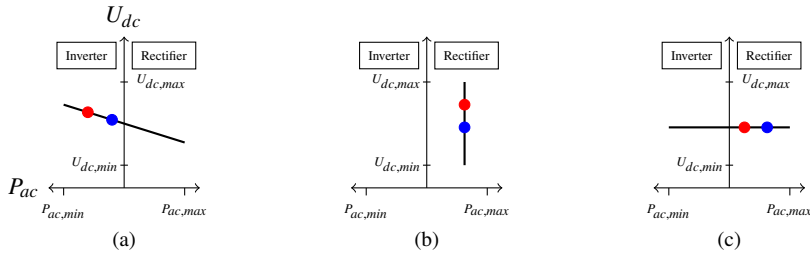 U_dc
Inverter Rectifier
U_dc,max
U_dc,min
P_ac
P_ac,min P_ac,max
(a)
Inverter Rectifier
U_dc,max
U_dc,min
P_ac,min P_ac,max
(b)
Inverter Rectifier
U_dc,max
U_dc,min
P_ac,min P_ac,max
(c)